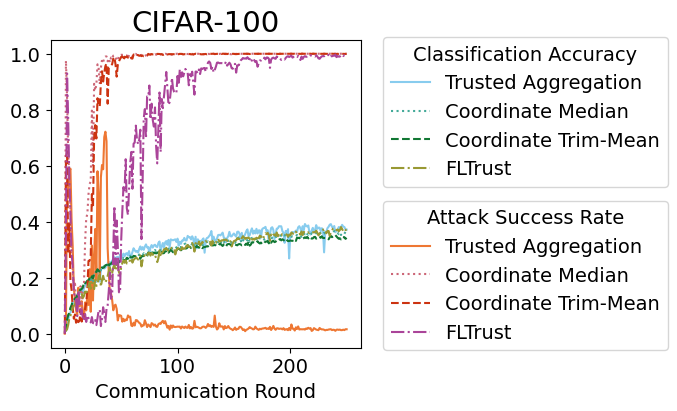 CIFAR-100
1.0
0.8
0.6
0.4
0.2
0.0
0
100
200
Communication Round
Classification Accuracy
Trusted Aggregation
Coordinate Median
Coordinate Trim-Mean
FLTrust
Attack Success Rate
Trusted Aggregation
Coordinate Median
Coordinate Trim-Mean
FLTrust